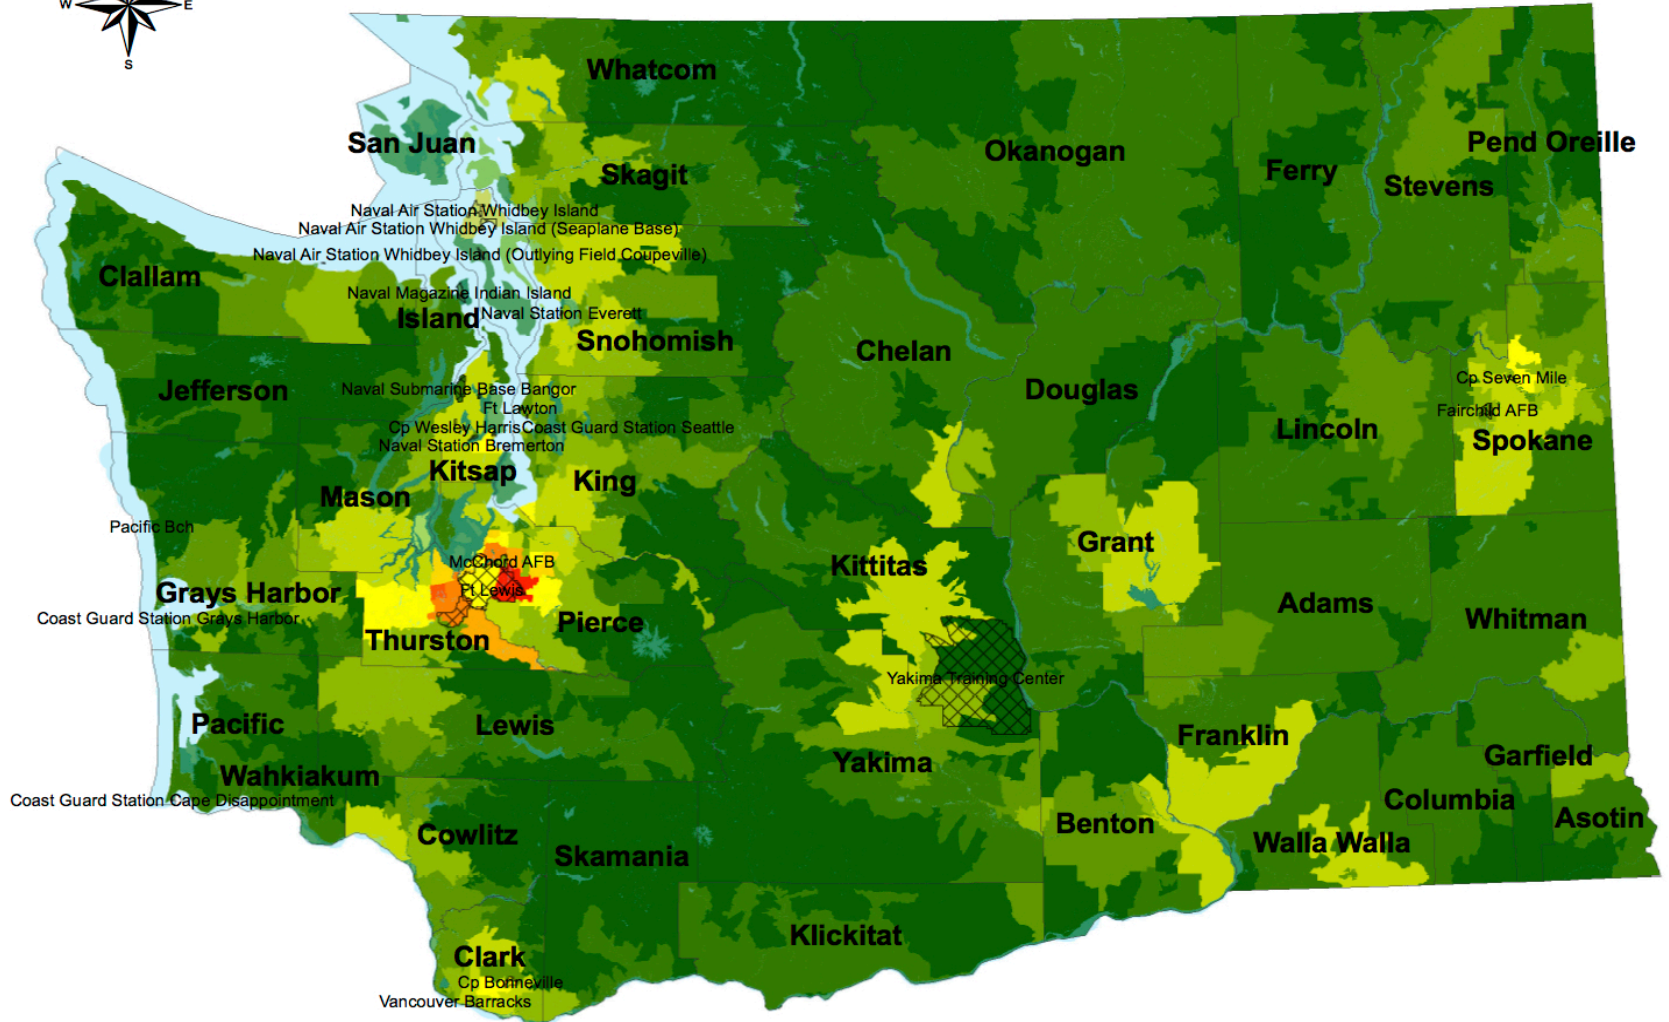 W E
S
Whatcom
San Juan
Skagit
Okanogan
Ferry
Stevens
Pend Oreille
Naval Air Station Whidbey Island
Naval Air Station Whidbey Island (Seaplane Base)
Naval Air Station Whidbey Island (Outlying Field Coupeville)
Clallam
Naval Magazine Indian Island
Island
Naval Station Everett
Snohomish
Chelan
Douglas
Jefferson
Naval Submarine Base Bangor
Ft Lawton
Cp Wesley Harris
Coast Guard Station Seattle
Naval Station Bremerton
Cp Seven Mile
Fairchild AFB
Lincoln
Spokane
Kitsap
King
Mason
Pacific Bch
Grant
McChord AFB
Kittitas
Grays Harbor
Ft Lewis
Coast Guard Station Grays Harbor
Adams
Whitman
Pierce
Thurston
Yakima Training Center
Pacific
Lewis
Franklin
Yakima
Garfield
Wahkiakum
Coast Guard Station Cape Disappointment
Columbia
Asotin
Benton
Cowlitz
Walla Walla
Skamania
Klickitat
Clark
Cp Bonneville
Vancouver Barracks